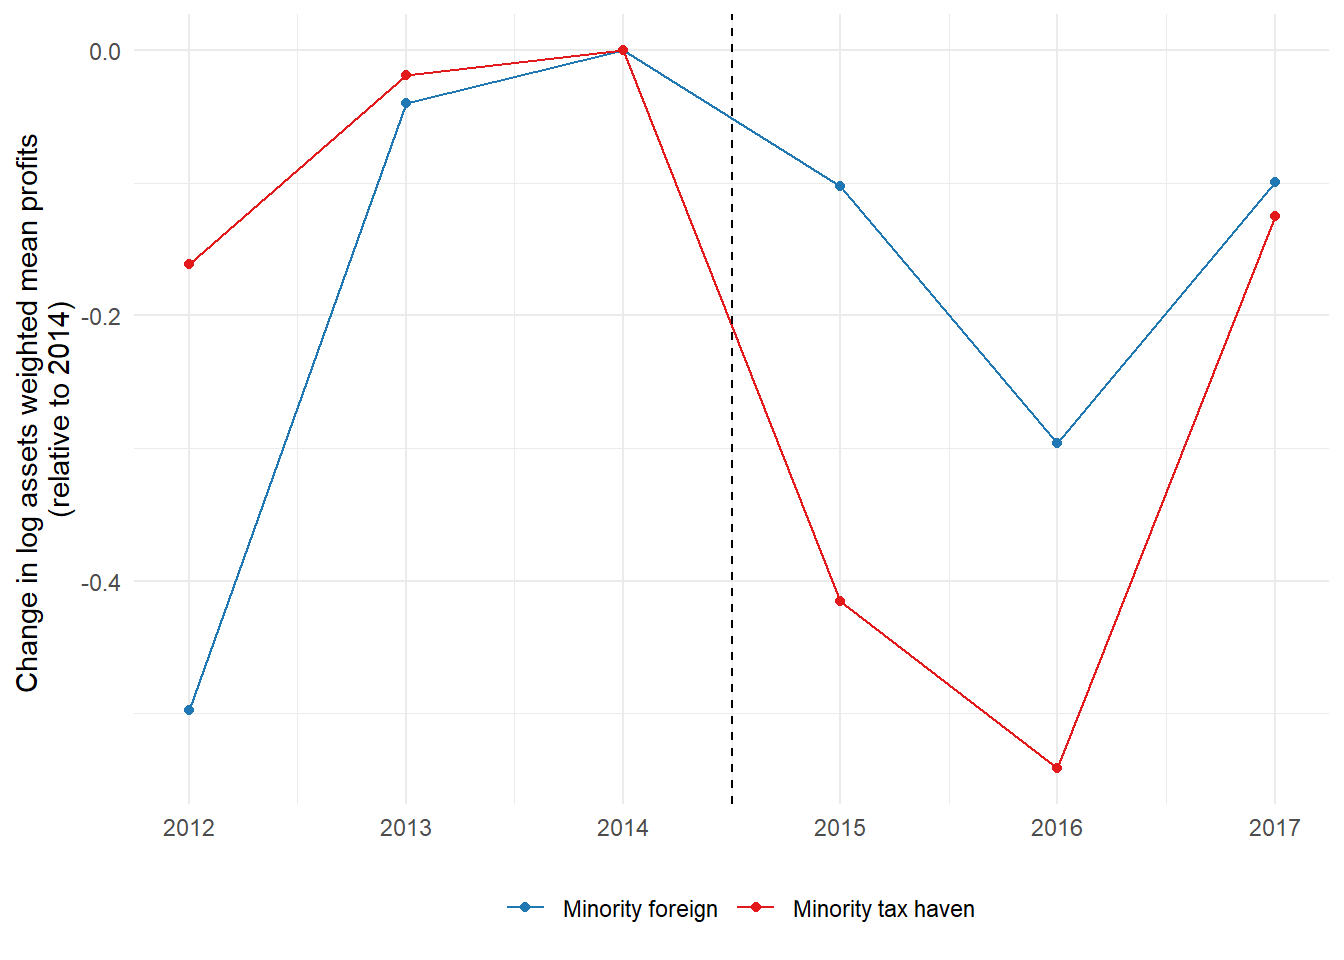 Change in log assets weighted mean profits
(relative to 2014)
0.0
-0.2
-0.4
2012 2013 2014 2015 2016 2017
Minority foreign Minority tax haven